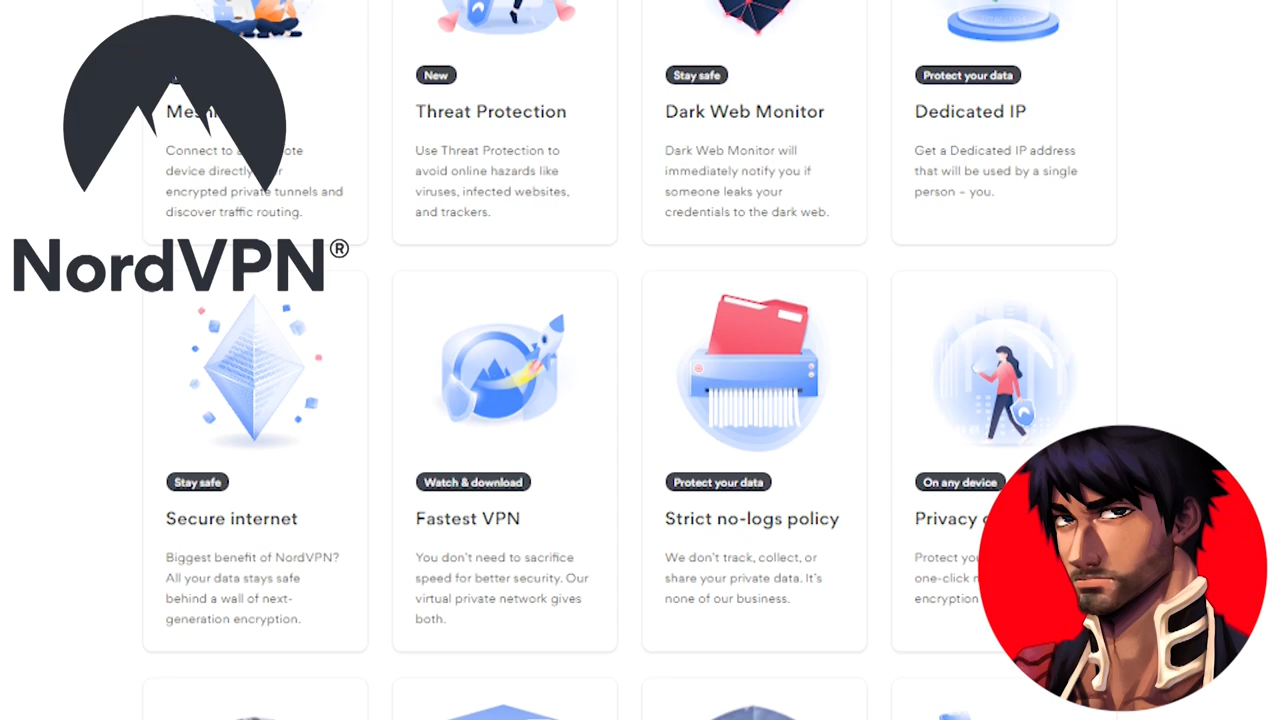 NordVPN®
Mesh
Connect to ote
device directly
encrypted private tunnels and
discover traffic routing.
New
Threat Protection
Use Threat Protection to
avoid online hazards like
viruses, infected websites,
and trackers.
Stay safe
Dark Web Monitor
Dark Web Monitor will
immediately notify you if
someone leaks your
credentials to the dark web.
Protect your data
Dedicated IP
Get a Dedicated IP address
that will be used by a single
person – you.
Stay safe
Secure internet
Biggest benefit of NordVPN?
All your data stays safe
behind a wall of next-
generation encryption.
Watch & download
Fastest VPN
You don't need to sacrifice
speed for better security. Our
virtual private network gives
both.
Protect your data
Strict no-logs policy
We don't track, collect, or
share your private data. It's
none of our business.
On any device
Privacy
Protect
one-click
encryption